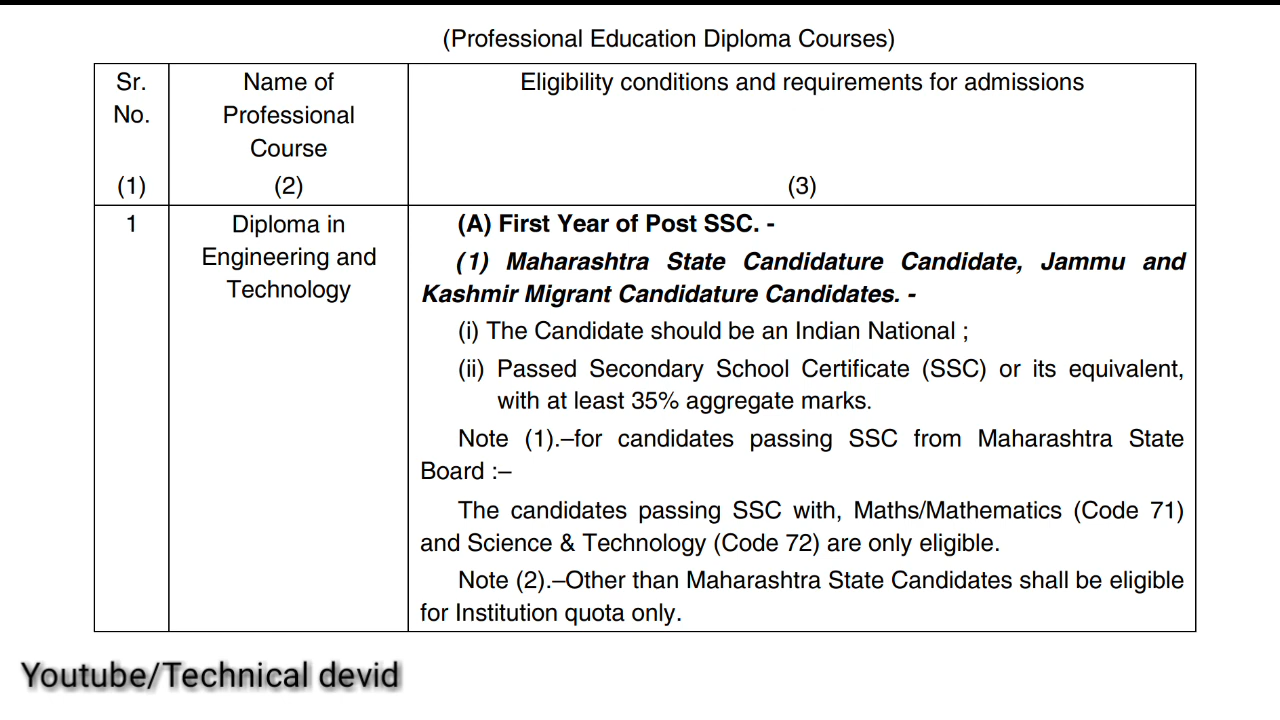 (Professional Education Diploma Courses)
Sr.
No.
(1)
Name of
Professional
Course
(2)
Eligibility conditions and requirements for admissions
(3)
1
Diploma in
Engineering and
Technology
(A) First Year of Post SSC. -
(1) Maharashtra State Candidature Candidate, Jammu and
Kashmir Migrant Candidature Candidates. -
(i) The Candidate should be an Indian National ;
(ii) Passed Secondary School Certificate (SSC) or its equivalent,
with at least 35% aggregate marks.
Note (1).–for candidates passing SSC from Maharashtra State
Board :–
The candidates passing SSC with, Maths/Mathematics (Code 71)
and Science & Technology (Code 72) are only eligible.
Note (2).–Other than Maharashtra State Candidates shall be eligible
for Institution quota only.
Youtube/Technical devid